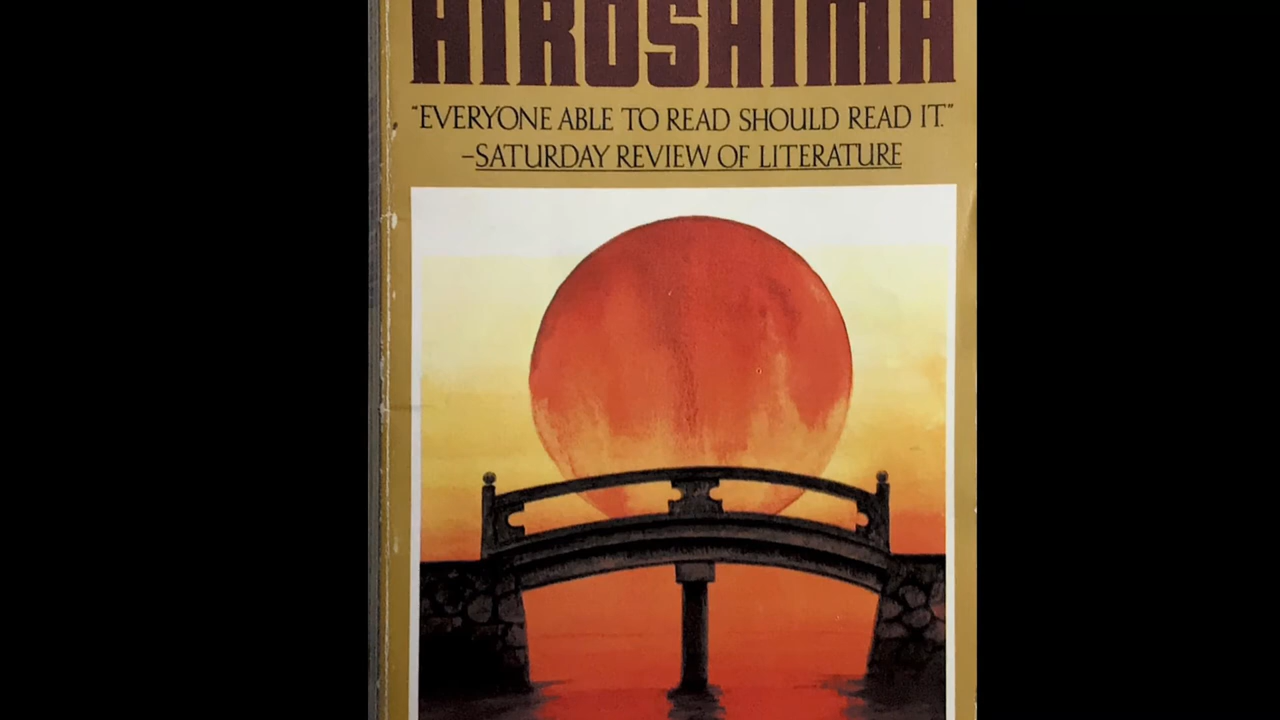 HIROSHIMA
"EVERYONE ABLE TO READ SHOULD READ IT."
–SATURDAY REVIEW OF LITERATURE